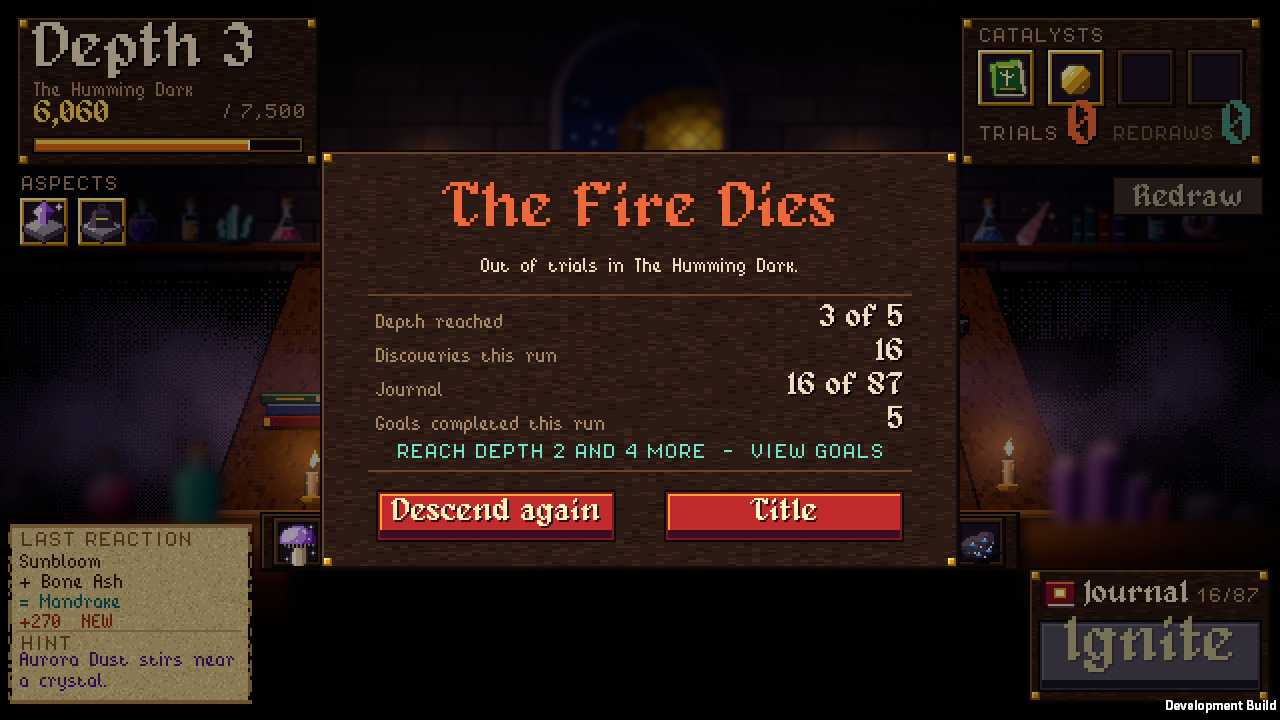 Depth 3
The Humming Dark
6,060 / 7,500
ASPECTS
CATALYSTS
TRIALS 0 REDRAWS 0
Redraw
The Fire Dies
Out of trials in The Humming Dark.
Depth reached 3 of 5
Discoveries this run 16
Journal 16 of 87
Goals completed this run 5
REACH DEPTH 2 AND 4 MORE - VIEW GOALS
Descend again Title
LAST REACTION
Sunbloom
+ Bone Ash
= Mandrake
+270 NEW
HINT
Aurora Dust stirs near
a crystal.
Journal 16/87
Ignite
Development Build